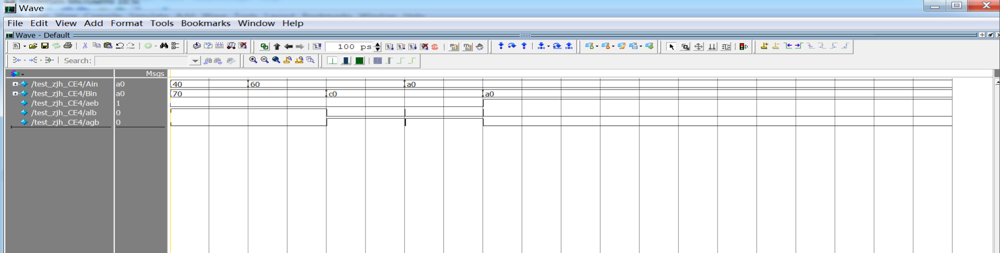 Wave
File Edit View Add Format Tools Bookmarks Window Help
Wave - Default
100 ps
Search:
Msgs
/test_zjh_CE4/Ain a0 40 60 a0
/test_zjh_CE4/Bin a0 70 c0 a0
/test_zjh_CE4/aeb 1
/test_zjh_CE4/alb 0
/test_zjh_CE4/agb 0